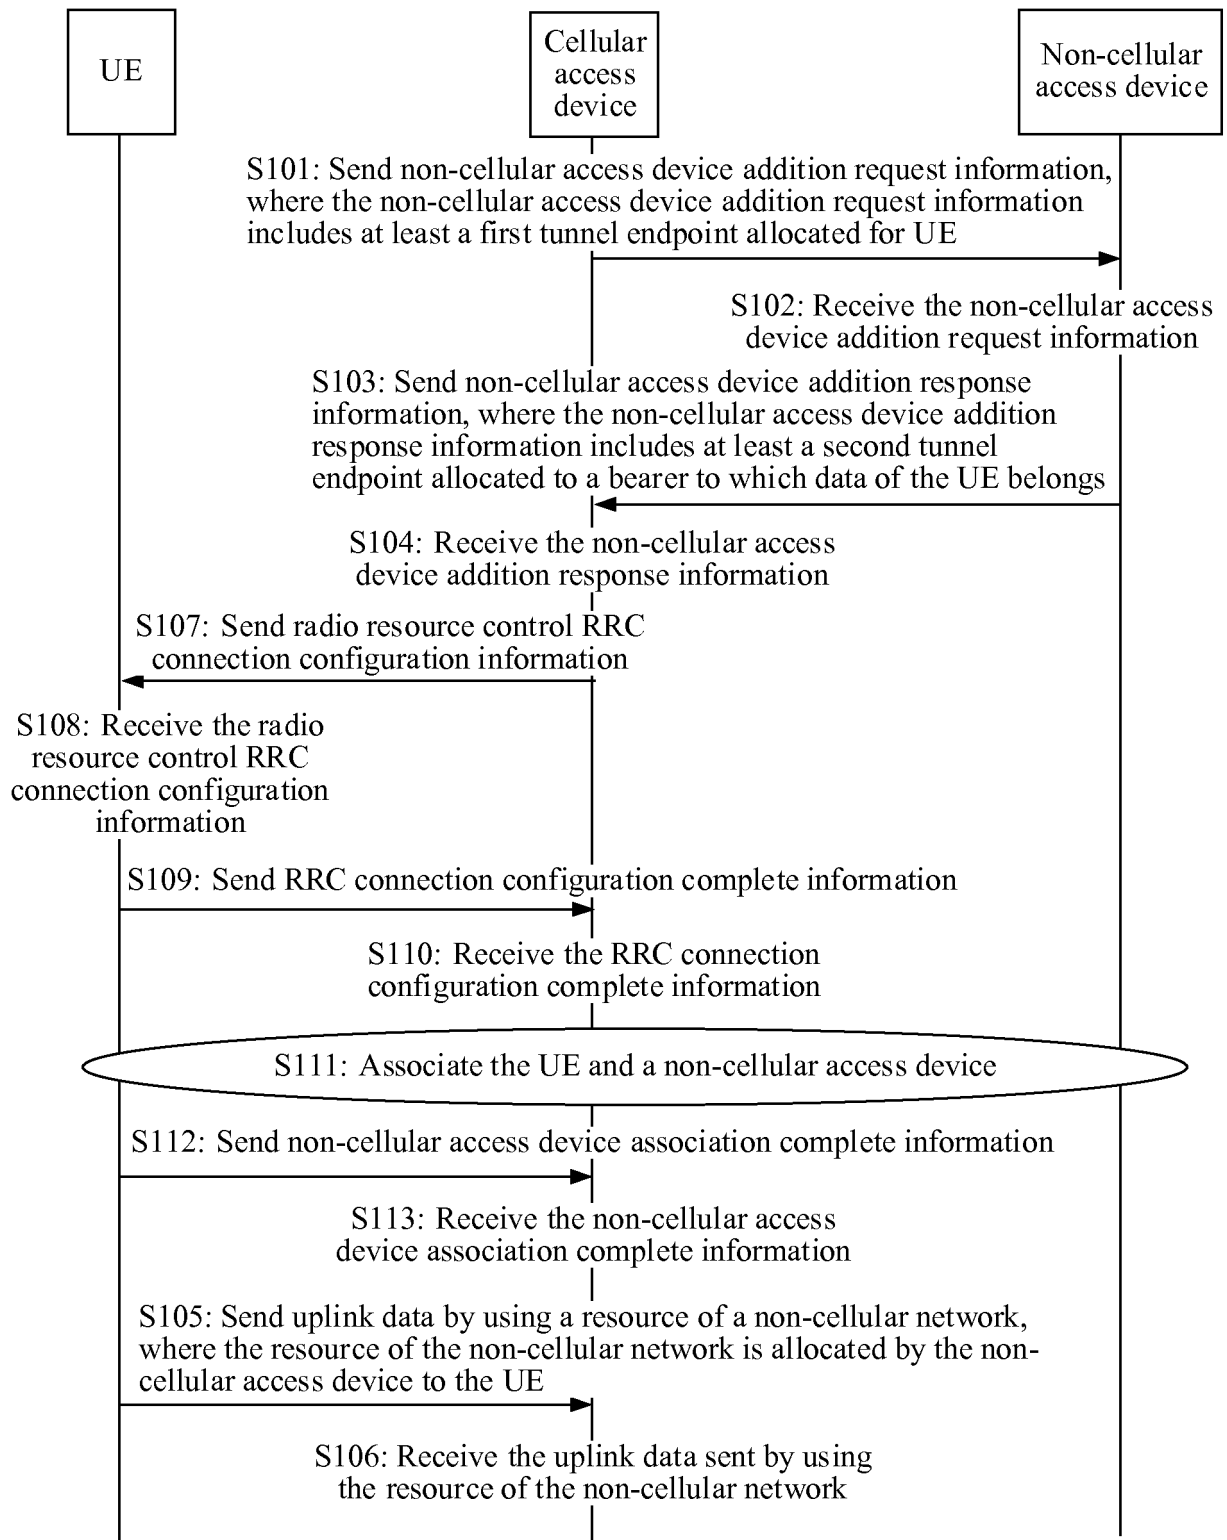 UE
Cellular
access
device
Non-cellular
access device
S101: Send non-cellular access device addition request information,
where the non-cellular access device addition request information
includes at least a first tunnel endpoint allocated for UE
S102: Receive the non-cellular access
device addition request information
S103: Send non-cellular access device addition response
information, where the non-cellular access device addition
response information includes at least a second tunnel
endpoint allocated to a bearer to which data of the UE belongs
S104: Receive the non-cellular access
device addition response information
S107: Send radio resource control RRC
connection configuration information
S108: Receive the radio
resource control RRC
connection configuration
information
S109: Send RRC connection configuration complete information
S110: Receive the RRC connection
configuration complete information
S111: Associate the UE and a non-cellular access device
S112: Send non-cellular access device association complete information
S113: Receive the non-cellular access
device association complete information
S105: Send uplink data by using a resource of a non-cellular network,
where the resource of the non-cellular network is allocated by the non-
cellular access device to the UE
S106: Receive the uplink data sent by using
the resource of the non-cellular network